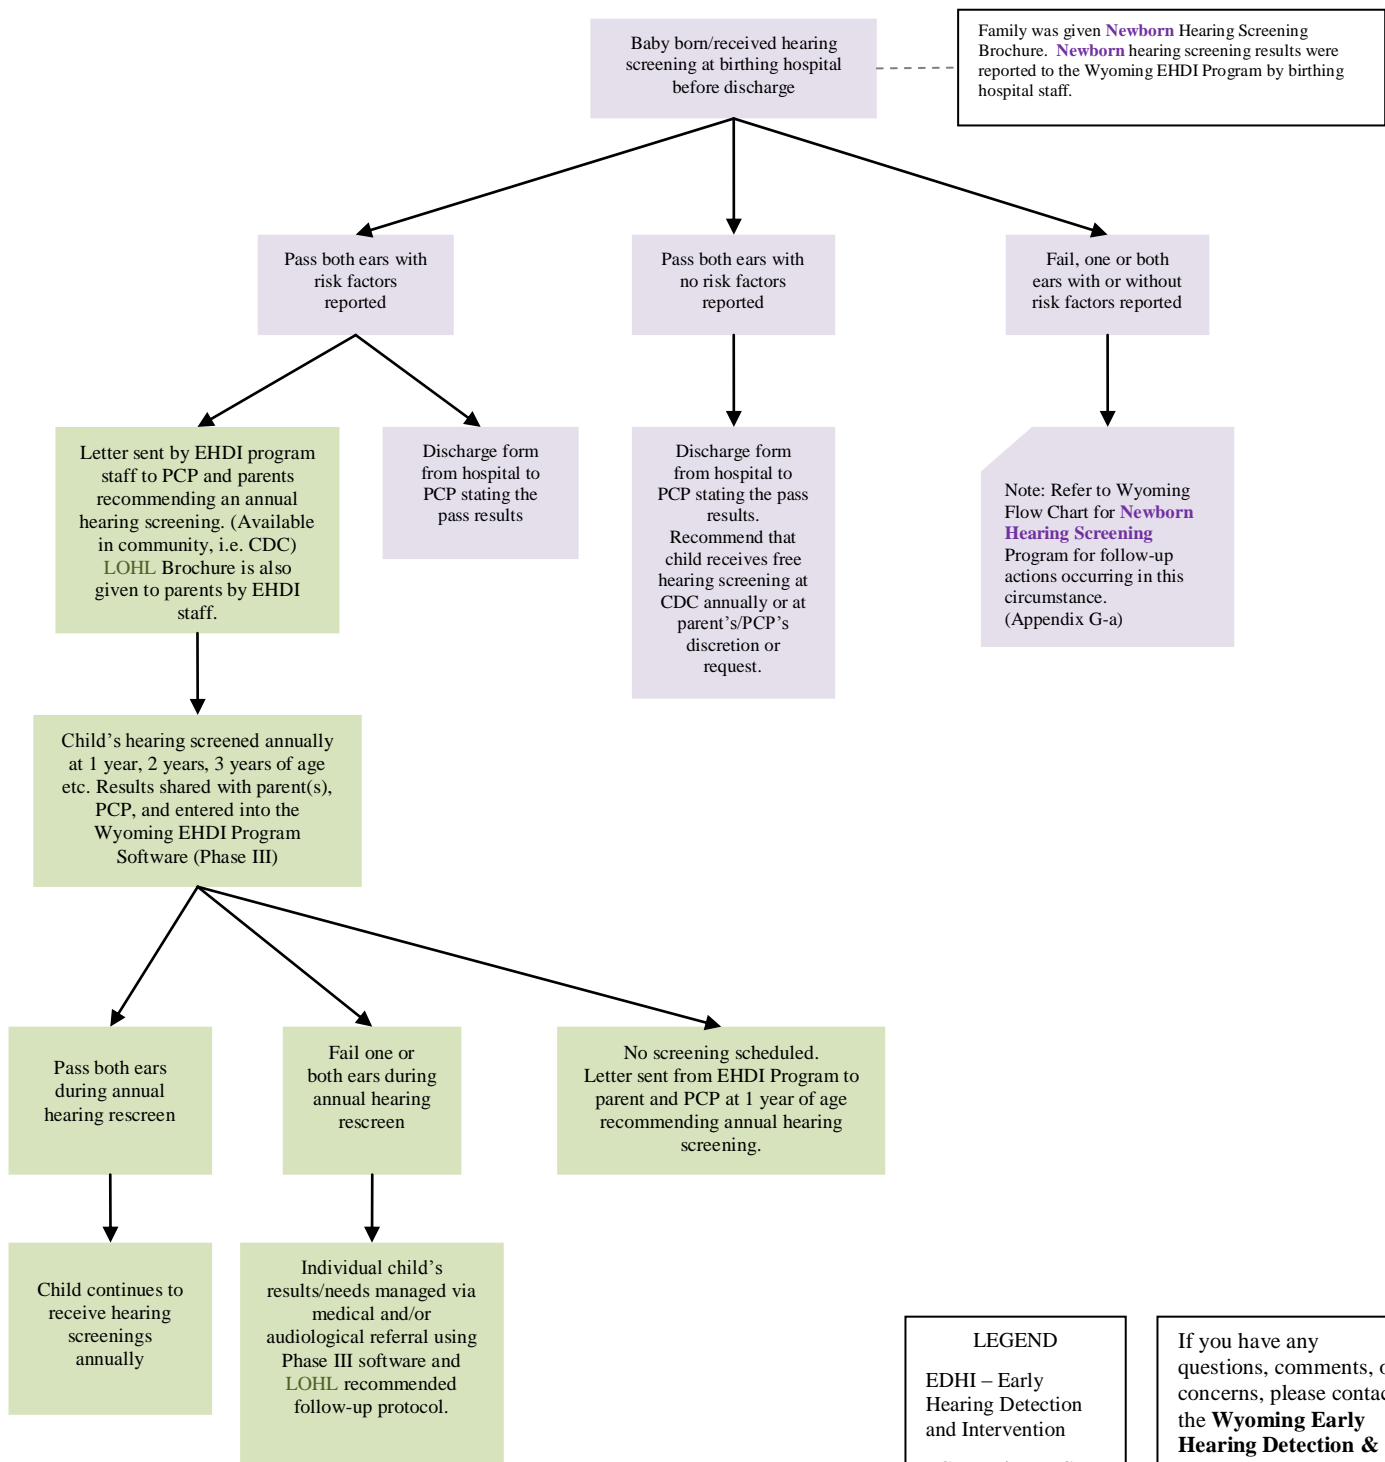 Baby born/received hearing
screening at birthing hospital
before discharge
Family was given Newborn Hearing Screening
Brochure. Newborn hearing screening results were
reported to the Wyoming EHDI Program by birthing
hospital staff.
Pass both ears with
risk factors
reported
Pass both ears with
no risk factors
reported
Fail, one or both
ears with or without
risk factors reported
Letter sent by EHDI program
staff to PCP and parents
recommending an annual
hearing screening. (Available
in community, i.e. CDC)
LOHL Brochure is also
given to parents by EHDI
staff.
Discharge form
from hospital to
PCP stating the
pass results
Discharge form
from hospital to
PCP stating the pass
results.
Recommend that
child receives free
hearing screening at
CDC annually or at
parent’s/PCP’s
discretion or
request.
Note: Refer to Wyoming
Flow Chart for Newborn
Hearing Screening
Program for follow-up
actions occurring in this
circumstance.
(Appendix G-a)
Child’s hearing screened annually
at 1 year, 2 years, 3 years of age
etc. Results shared with parent(s),
PCP, and entered into the
Wyoming EHDI Program
Software (Phase III)
Pass both ears
during annual
hearing rescreen
Fail one or
both ears during
annual hearing
rescreen
No screening scheduled.
Letter sent from EHDI Program to
parent and PCP at 1 year of age
recommending annual hearing
screening.
Child continues to
receive hearing
screenings
annually
Individual child’s
results/needs managed via
medical and/or
audiological referral using
Phase III software and
LOHL recommended
follow-up protocol.
LEGEND
EDHI – Early
Hearing Detection
and Intervention
If you have any
questions, comments,
concerns, please
the Wyoming Early
Hearing Detection &